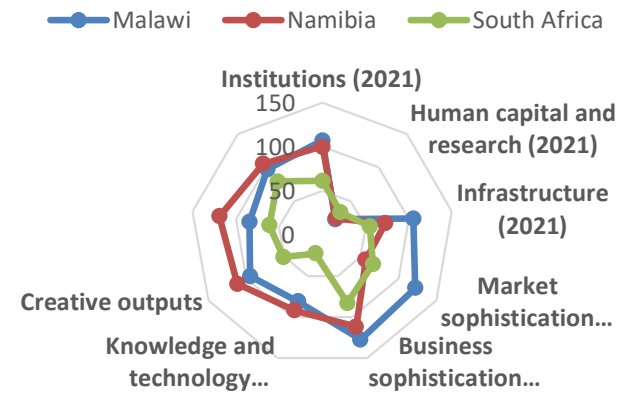 Malawi Namibia South Africa
Institutions (2021)
150
100
50
0
Human capital and
research (2021)
Infrastructure
(2021)
Market
sophistication...
Business
sophistication...
Knowledge and
technology...
Creative outputs